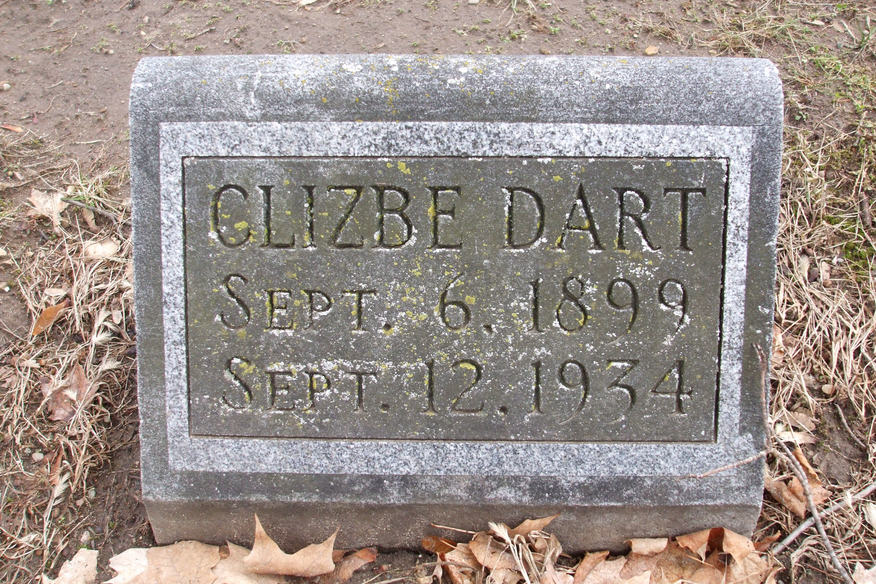 CLIZBE DART
SEPT. 6, 1899
SEPT. 12, 1934